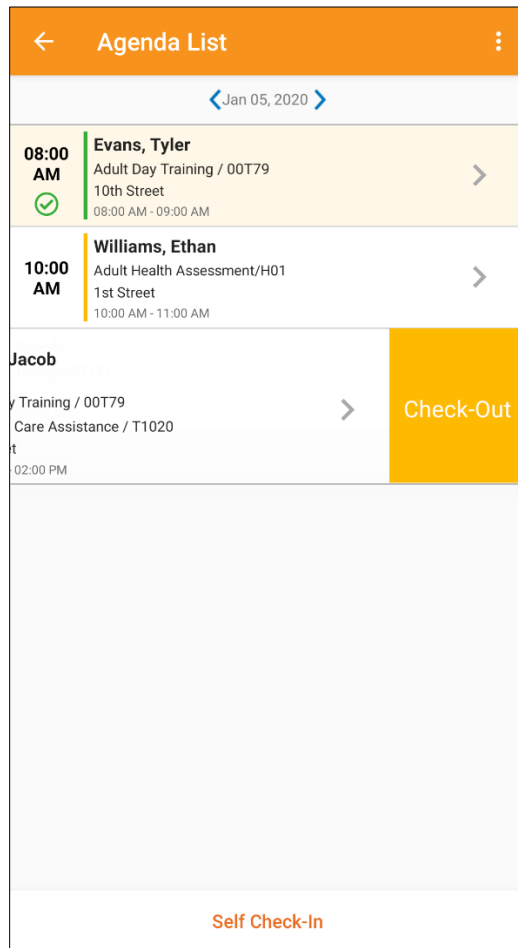 Agenda List
Jan 05, 2020
08:00
AM
Evans, Tyler
Adult Day Training / 00T79
10th Street
08:00 AM - 09:00 AM
10:00
AM
Williams, Ethan
Adult Health Assessment/H01
1st Street
10:00 AM - 11:00 AM
Jacob
y Training / 00T79
Care Assistance / T1020
et
- 02:00 PM
Check-Out
Self Check-In